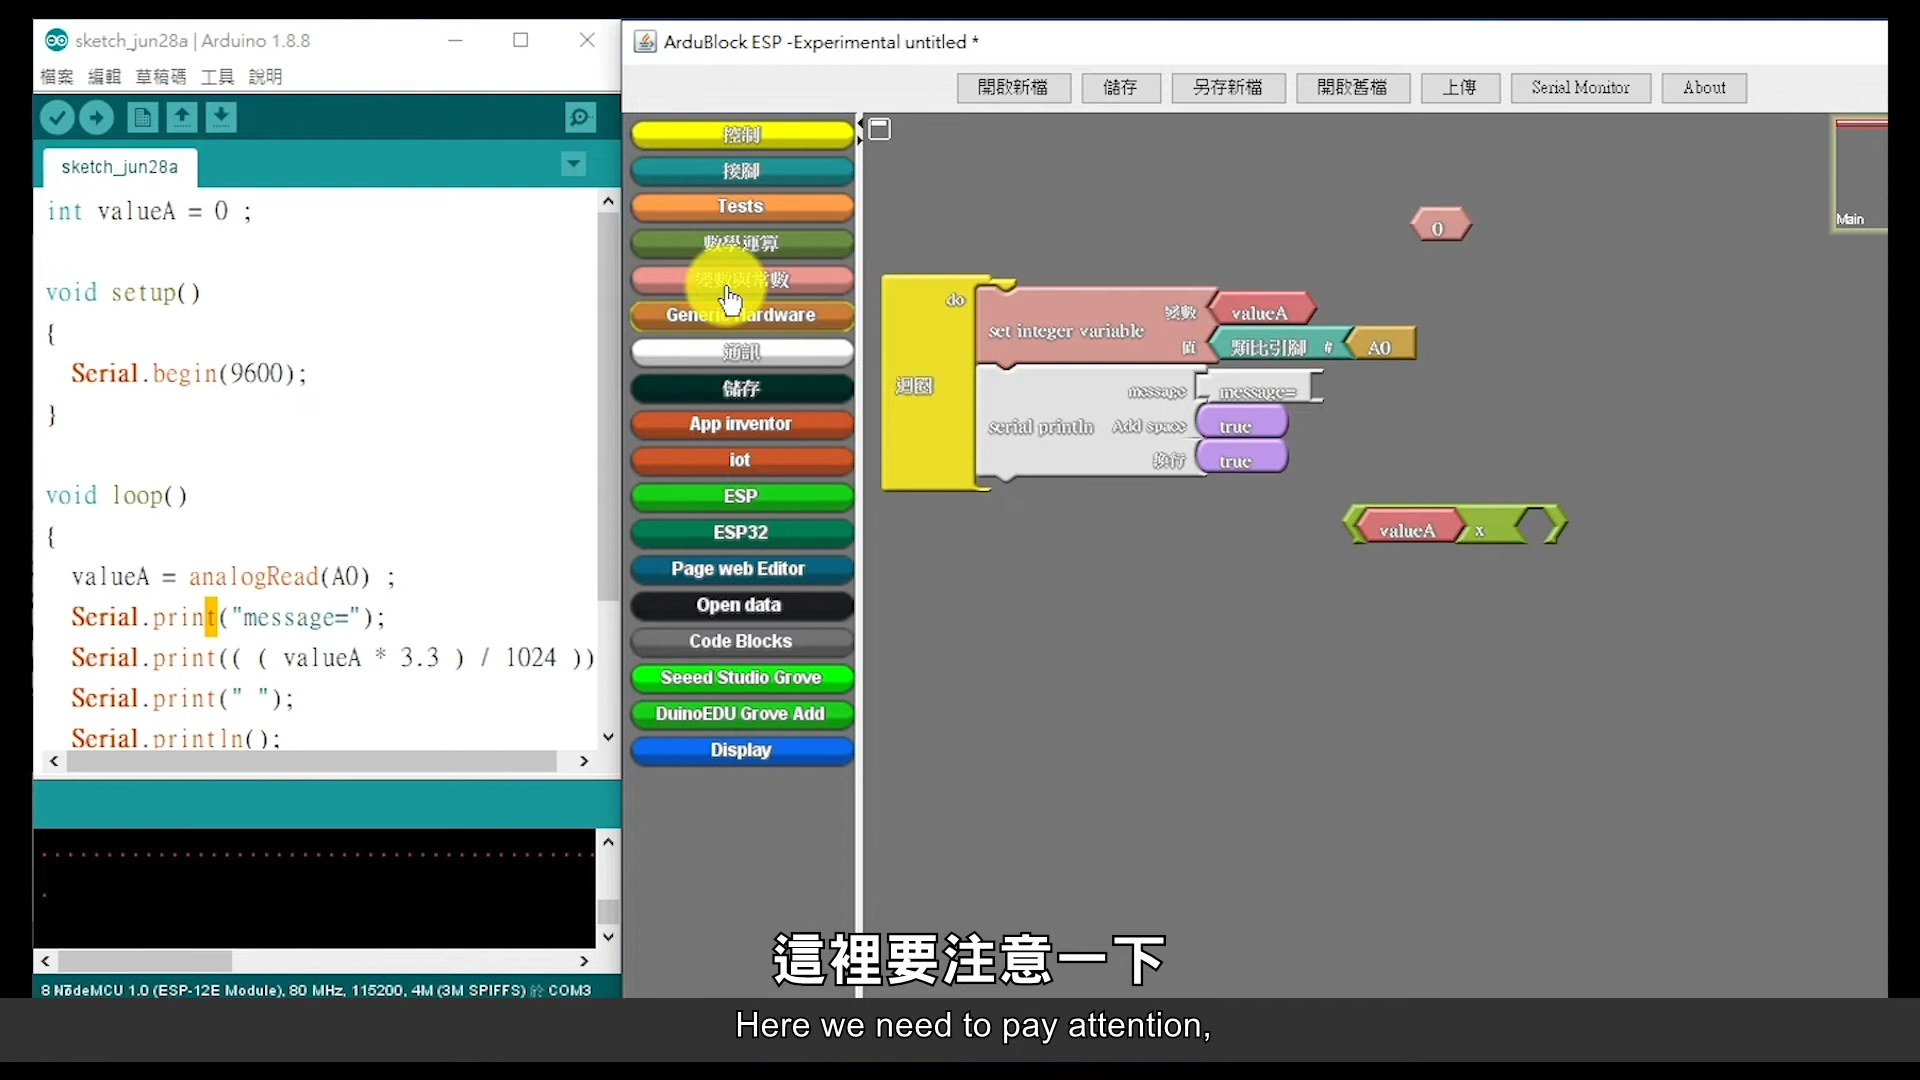 sketch_jun28a | Arduino 1.8.8
檔案 編輯 草稿碼 工具 說明
sketch_jun28a
int valueA = 0 ;
void setup()
{
Serial.begin(9600);
}
void loop()
{
valueA = analogRead(A0) ;
Serial.print("message=");
Serial.print(( ( valueA * 3.3 ) / 1024 ))
Serial.print(" ");
Serial.println();
8 NodeMCU 1.0 (ESP-12E Module), 80 MHz, 115200, 4M (3M SPIFFS) 於 COM3
ArduBlock ESP -Experimental untitled *
開啟新檔 儲存 另存新檔 開啟舊檔 上傳 Serial Monitor About
控制
接腳
Tests
數學運算
變數與常數
Generic Hardware
通訊
儲存
App inventor
iot
ESP
ESP32
Page web Editor
Open data
Code Blocks
Seeed Studio Grove
DuinoEDU Grove Add
Display
Main
0
do
迴圈
set integer variable
變數 valueA
值 類比引腳 # A0
serial println
message message=
Add space true
換行 true
valueA x
這裡要注意一下
Here we need to pay attention,